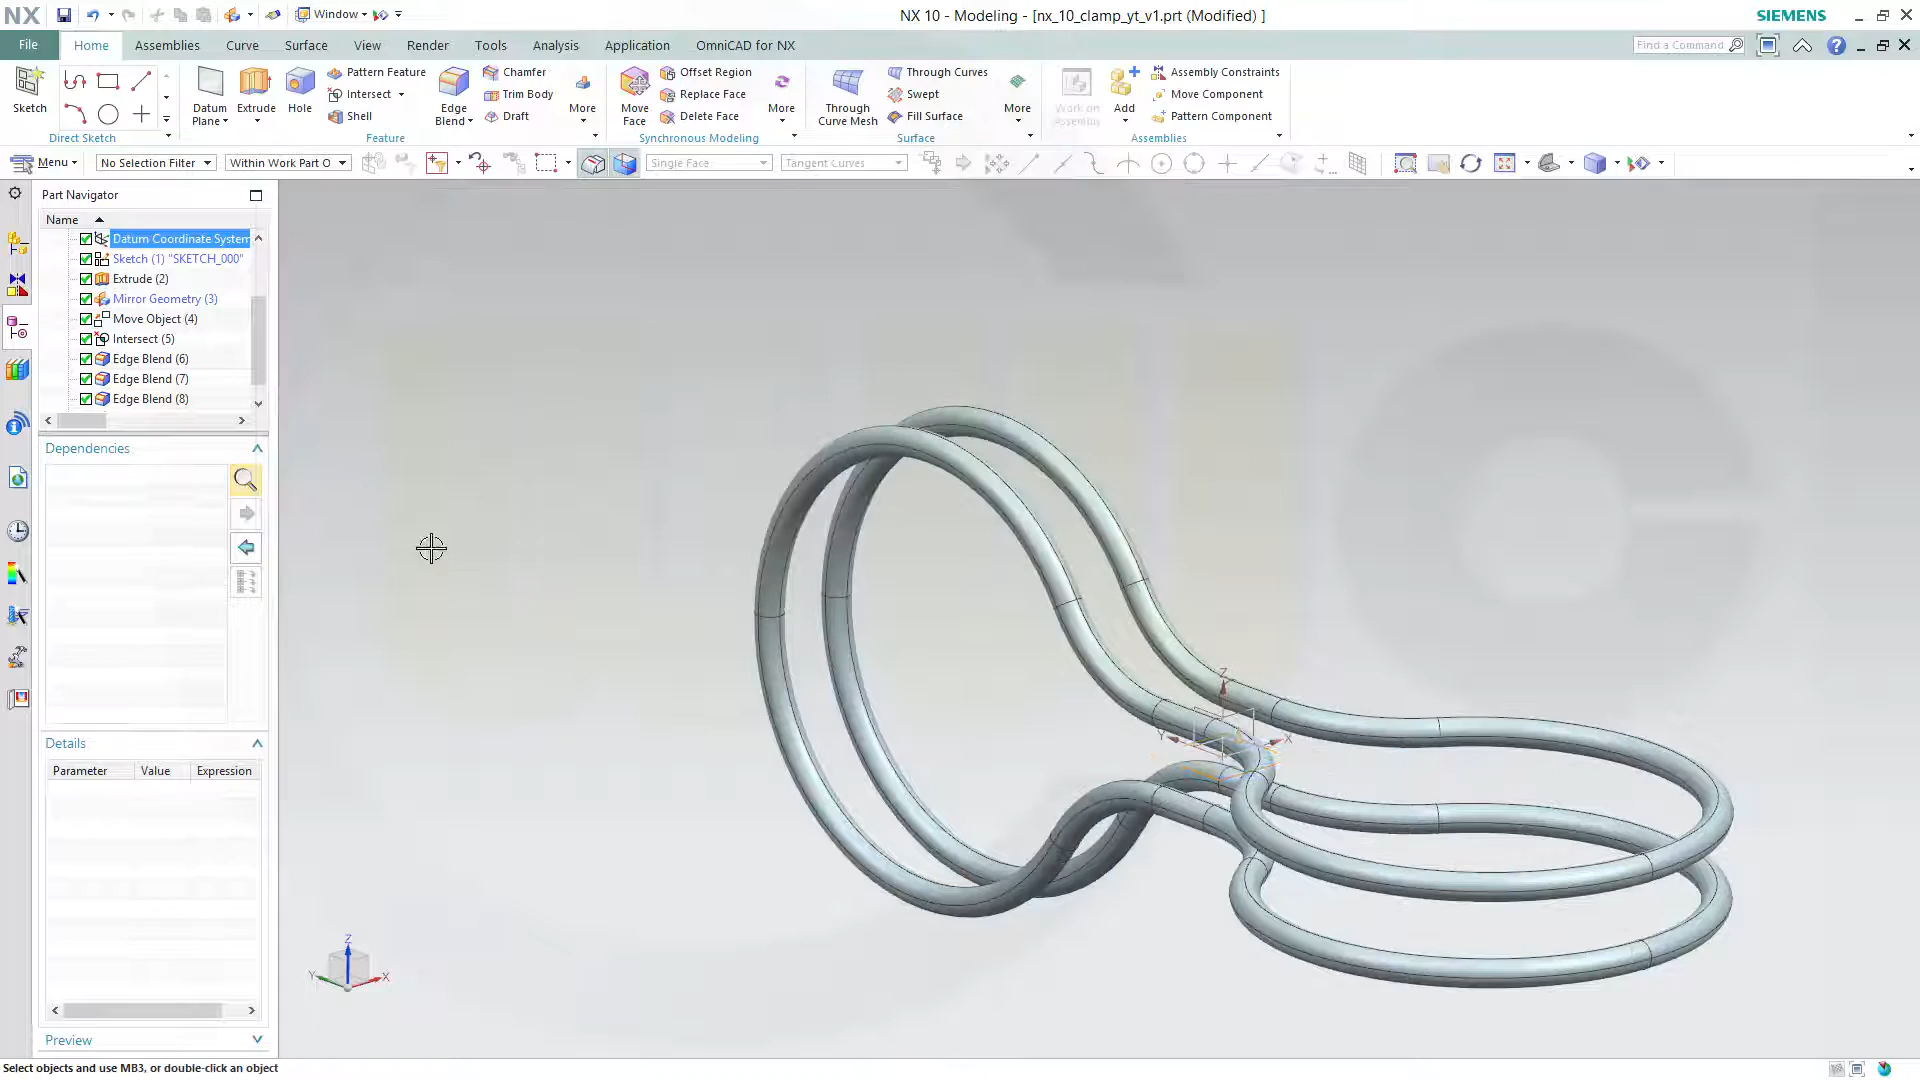 NX
Window
NX 10 - Modeling - [nx_10_clamp_yt_v1.prt (Modified) ]
SIEMENS
File
Home
Assemblies
Curve
Surface
View
Render
Tools
Analysis
Application
OmniCAD for NX
Find a Command
Sketch
Direct Sketch
Datum
Plane
Extrude
Hole
Pattern Feature
Intersect
Shell
Feature
Edge
Blend
Chamfer
Trim Body
Draft
More
Move
Face
Offset Region
Replace Face
Delete Face
More
Synchronous Modeling
Through
Curve Mesh
Through Curves
Swept
Fill Surface
More
Surface
Work on
Assembly
Add
Assembly Constraints
Move Component
Pattern Component
Assemblies
Menu
No Selection Filter
Within Work Part O
Single Face
Tangent Curves
Part Navigator
Name
Datum Coordinate System
Sketch (1) "SKETCH_000"
Extrude (2)
Mirror Geometry (3)
Move Object (4)
Intersect (5)
Edge Blend (6)
Edge Blend (7)
Edge Blend (8)
Dependencies
Details
Parameter
Value
Expression
Preview
Z
Y
X
Z
Y
X
Select objects and use MB3, or double-click an object